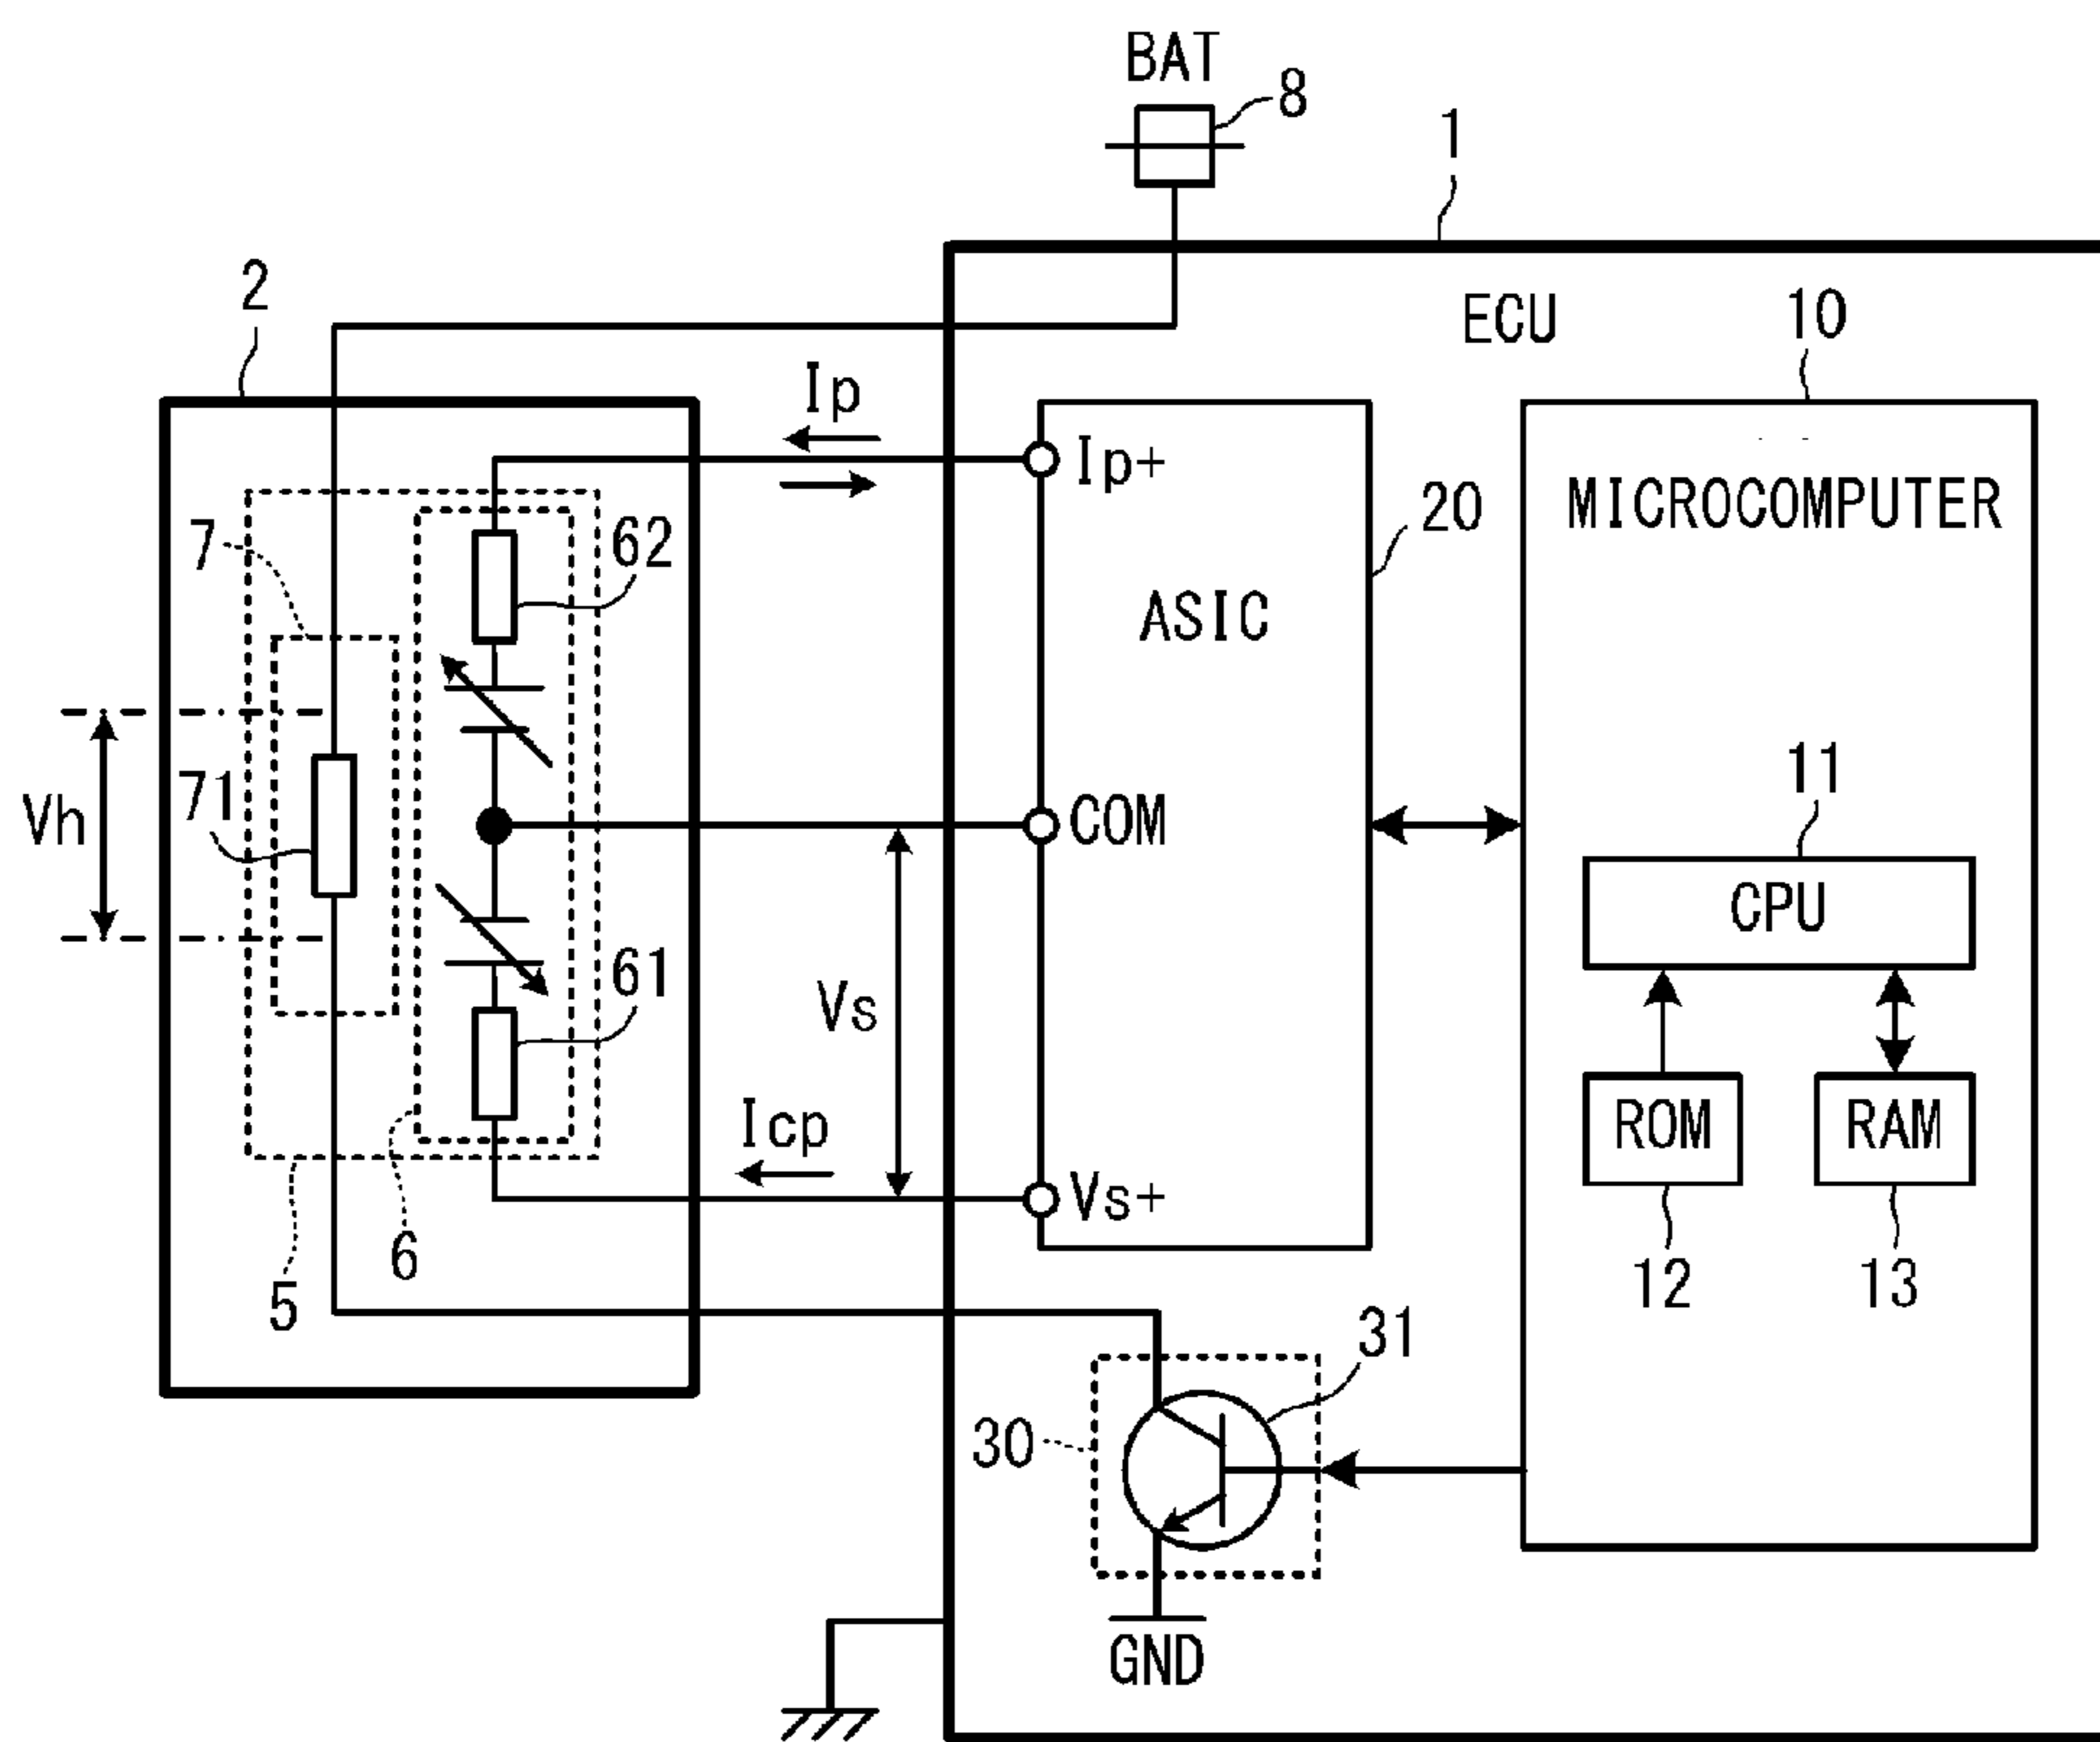 BAT
8
1
2
ECU
10
Ip
Ip+
MICROCOMPUTER
20
7
62
ASIC
11
71
Vh
COM
CPU
61
Vs
Icp
ROM
RAM
Vs+
6
5
12
13
31
30
GND